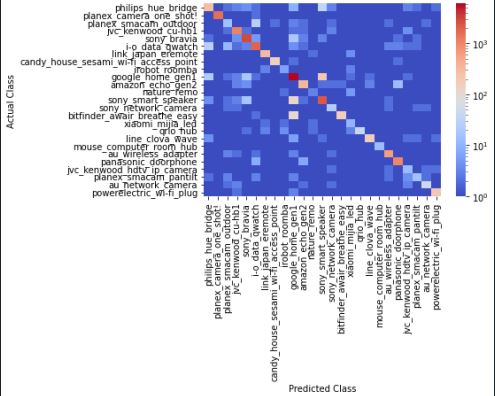 Actual Class
philips_hue_bridge
planex_camera_one_shot!
planex_smacam_outdoor
jvc_kenwood_cu-hb1
sony_bravia
i-o_data_qwatch
link_japan_eremote
candy_house_sesami_wi-fi_access_point
irobot_roomba
google_home_gen1
amazon_echo_gen2
nature_remo
sony_smart_speaker
sony_network_camera
bitfinder_awair_breathe_easy
xiaomi_mijia_led
qrio_hub
line_clova_wave
mouse_computer_room_hub
au_wireless_adapter
panasonic_doorphone
jvc_kenwood_hdtv_ip_camera
planex_smacam_pantilt
au_network_camera
powerelectric_wi-fi_plug
10³
10²
10¹
10⁰
philips_hue_bridge
planex_camera_one_shot!
planex_smacam_outdoor
jvc_kenwood_cu-hb1
sony_bravia
i-o_data_qwatch
link_japan_eremote
candy_house_sesami_wi-fi_access_point
irobot_roomba
google_home_gen1
amazon_echo_gen2
nature_remo
sony_smart_speaker
sony_network_camera
bitfinder_awair_breathe_easy
xiaomi_mijia_led
qrio_hub
line_clova_wave
mouse_computer_room_hub
au_wireless_adapter
panasonic_doorphone
jvc_kenwood_hdtv_ip_camera
planex_smacam_pantilt
au_network_camera
powerelectric_wi-fi_plug
Predicted Class